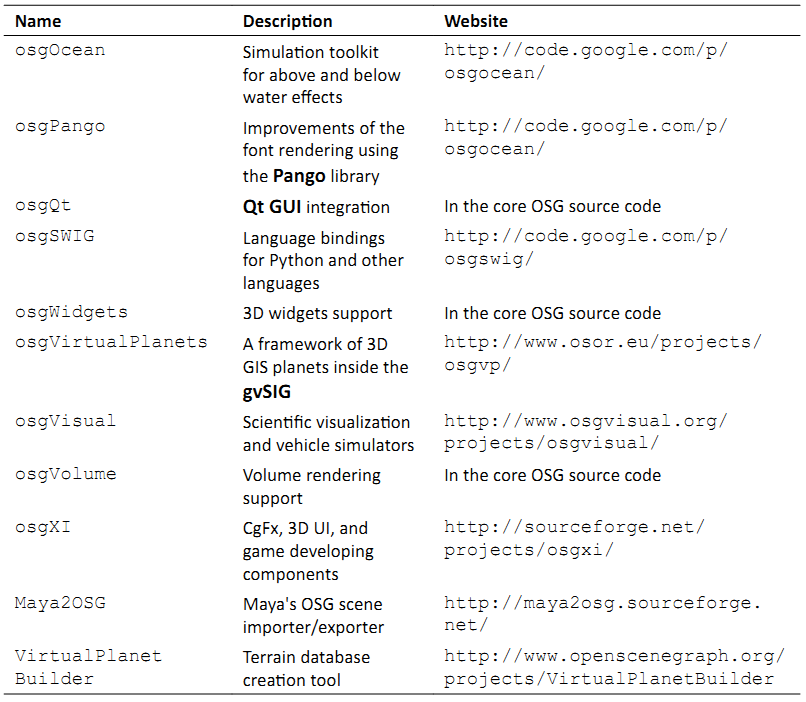 Name Description Website
osgOcean Simulation toolkit http://code.google.com/p/
for above and below osgocean/
water effects
osgPango Improvements of the http://code.google.com/p/
font rendering using osgocean/
the Pango library
osgQt Qt GUI integration In the core OSG source code
osgSWIG Language bindings http://code.google.com/p/
for Python and other osgswig/
languages
osgWidgets 3D widgets support In the core OSG source code
osgVirtualPlanets A framework of 3D http://www.osor.eu/projects/
GIS planets inside the osgvp/
gvSIG
osgVisual Scientific visualization http://www.osgvisual.org/
and vehicle simulators projects/osgvisual/
osgVolume Volume rendering In the core OSG source code
support
osgXI CgFx, 3D UI, and http://sourceforge.net/
game developing projects/osgxi/
components
Maya2OSG Maya's OSG scene http://maya2osg.sourceforge.
importer/exporter net/
VirtualPlanet Terrain database http://www.openscenegraph.org/
Builder creation tool projects/VirtualPlanetBuilder